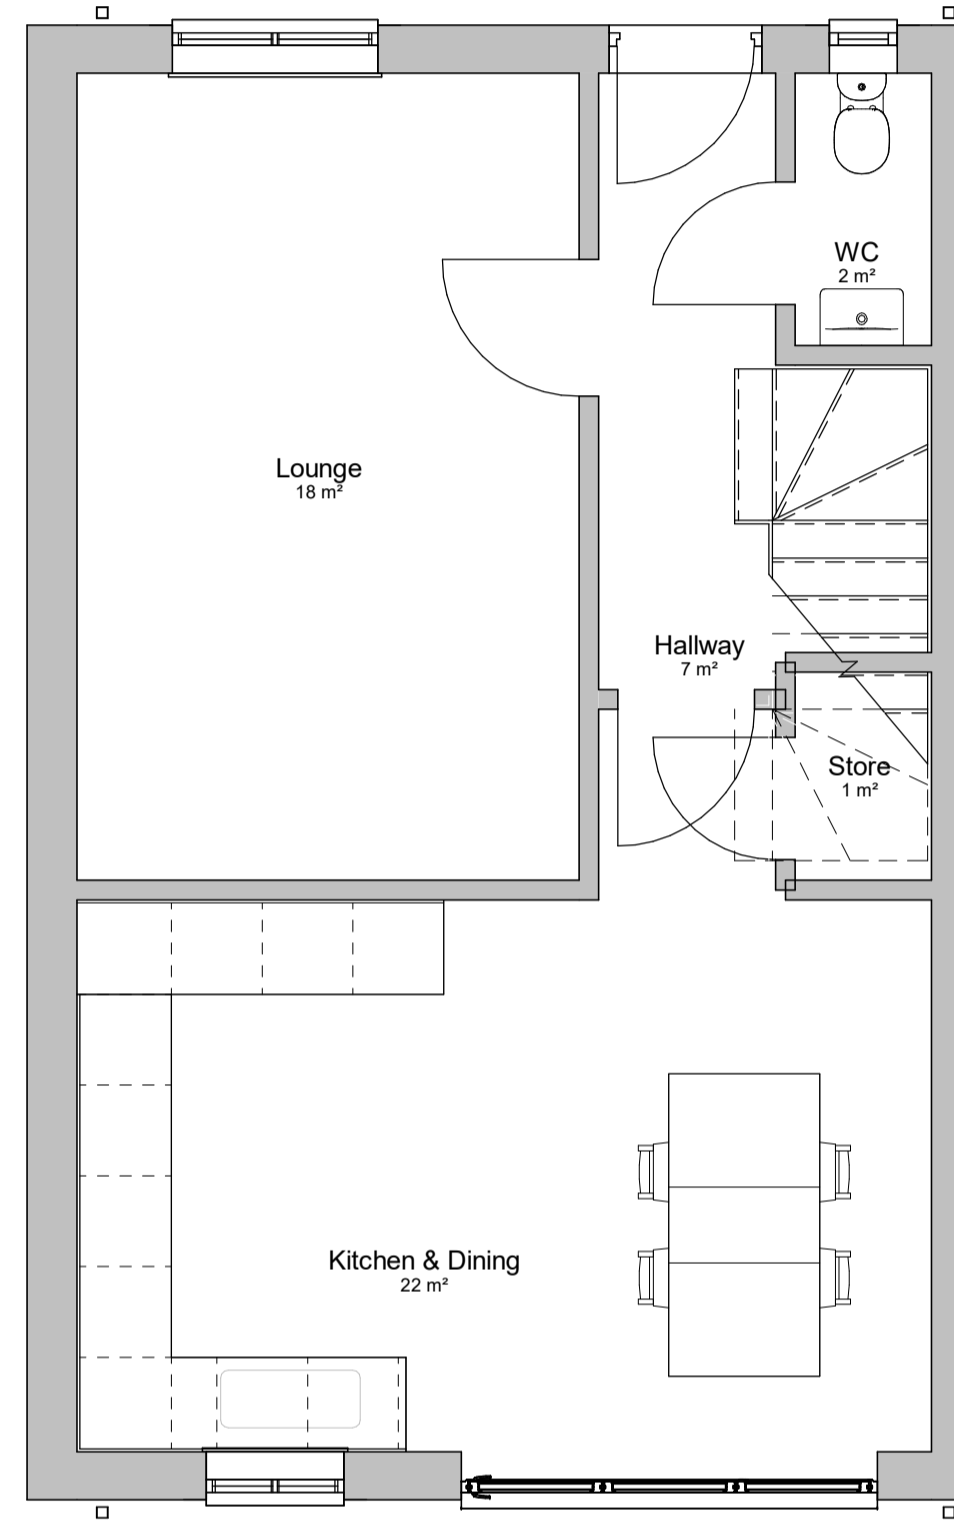 WC
2 m²
Lounge
18 m²
Hallway
7 m²
Store
1 m²
Kitchen & Dining
22 m²